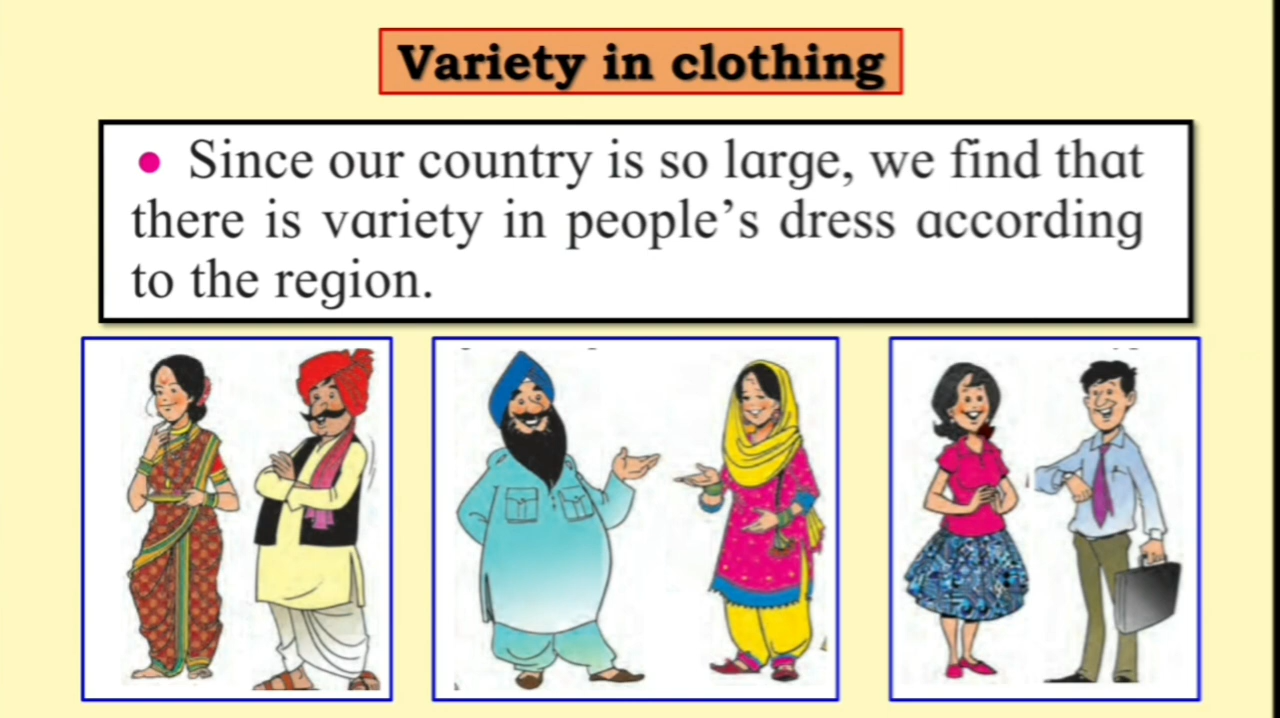 Variety in clothing
● Since our country is so large, we find that
there is variety in people’s dress according
to the region.